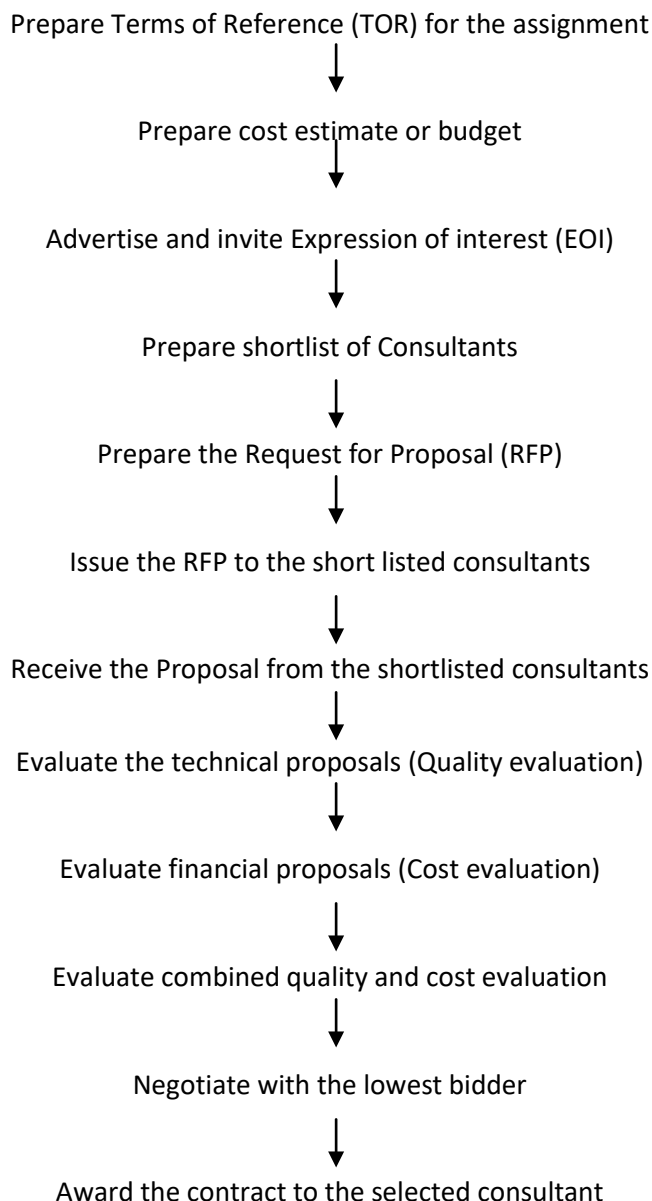 Prepare Terms of Reference (TOR) for the assignment
Prepare cost estimate or budget
Advertise and invite Expression of interest (EOI)
Prepare shortlist of Consultants
Prepare the Request for Proposal (RFP)
Issue the RFP to the short listed consultants
Receive the Proposal from the shortlisted consultants
Evaluate the technical proposals (Quality evaluation)
Evaluate financial proposals (Cost evaluation)
Evaluate combined quality and cost evaluation
Negotiate with the lowest bidder
Award the contract to the selected consultant